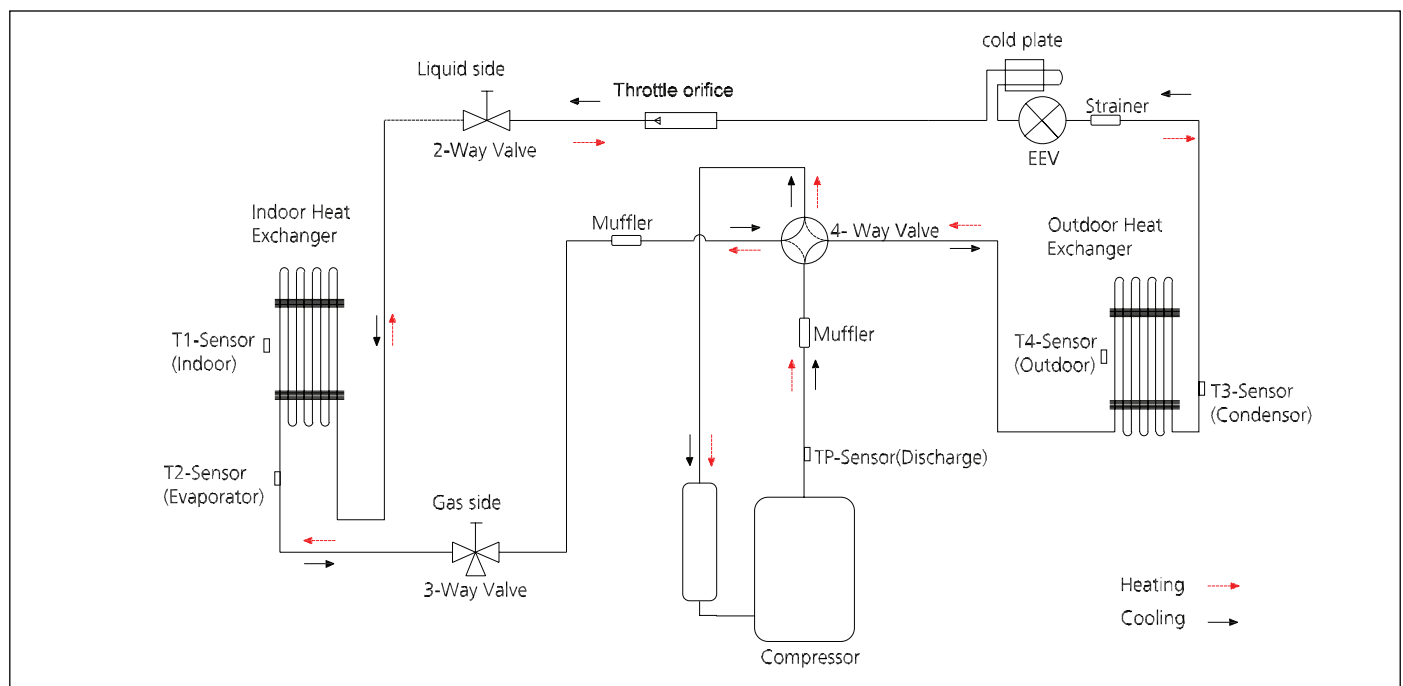 cold plate
Liquid side
Throttle orifice
Strainer
2-Way Valve
EEV
Indoor Heat
Exchanger
Muffler
4- Way Valve
Outdoor Heat
Exchanger
T1-Sensor
(Indoor)
Muffler
T4-Sensor
(Outdoor)
T3-Sensor
(Condensor)
T2-Sensor
(Evaporator)
TP-Sensor(Discharge)
Gas side
3-Way Valve
Heating
Cooling
Compressor